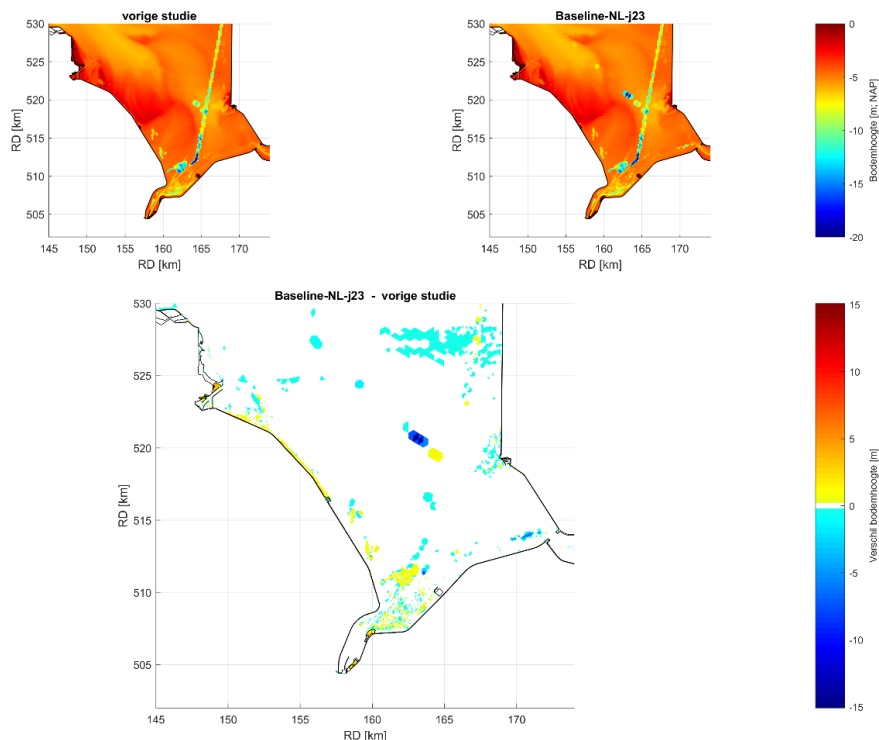 vorige studie
530
525
520
515
510
505
RD [km]
145 150 155 160 165 170
RD [km]
Baseline-NL-j23
530
525
520
515
510
505
RD [km]
145 150 155 160 165 170
RD [km]
0
-5
-10
-15
-20
Bodemhoogte [m; NAP]
Baseline-NL-j23 - vorige studie
530
525
520
515
510
505
RD [km]
145 150 155 160 165 170
RD [km]
15
10
5
0
-5
-10
-15
Verschil bodemhoogte [m]